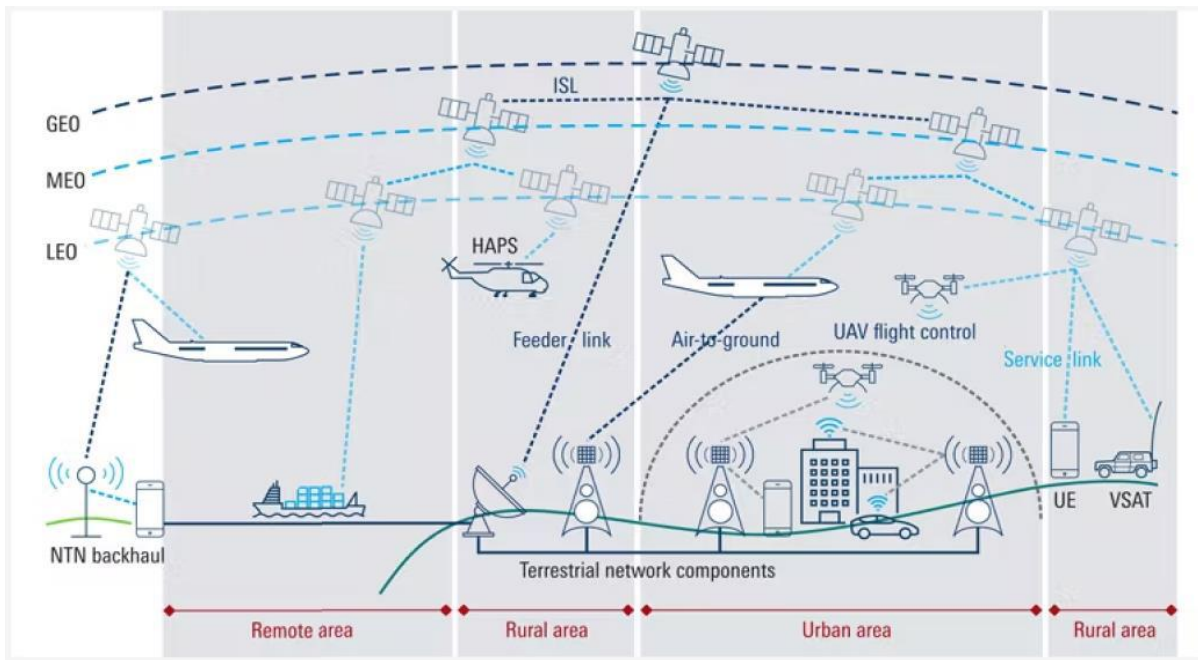 ISL
GEO
MEO
LEO
HAPS
Feeder link
Air-to-ground
UAV flight control
Service link
NTN backhaul
UE
VSAT
Terrestrial network components
Remote area
Rural area
Urban area
Rural area